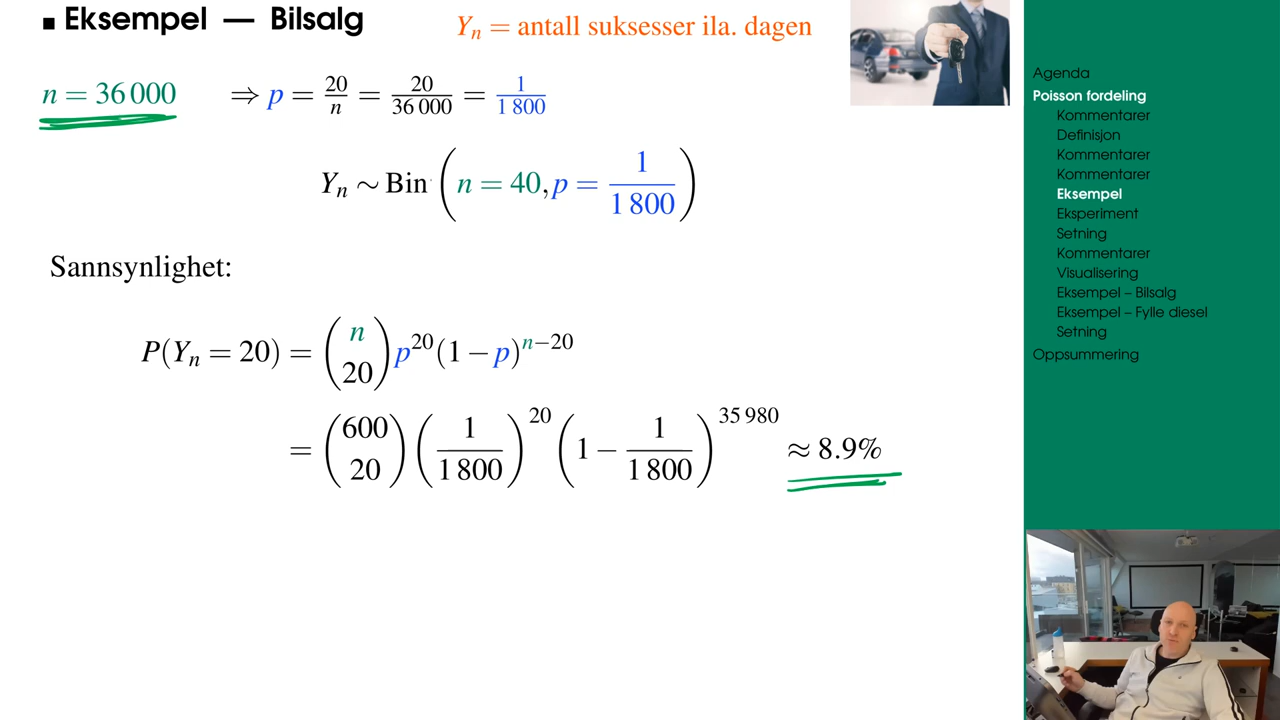 ▪ Eksempel — Bilsalg
Yₙ = antall suksesser ila. dagen
n = 36 000 ⇒ p = 20/n = 20/36 000 = 1/1 800
Yₙ ∼ Bin (n = 40, p = 1/1 800)
Sannsynlighet:
P(Yₙ = 20) = (n 20) p²⁰(1 − p)ⁿ⁻²⁰
= (600 20) (1/1 800)²⁰ (1 − 1/1 800)³⁵ ⁹⁸⁰ ≈ 8.9%
Agenda
Poisson fordeling
Kommentarer
Definisjon
Kommentarer
Kommentarer
Eksempel
Eksperiment
Setning
Kommentarer
Visualisering
Eksempel – Bilsalg
Eksempel – Fylle diesel
Setning
Oppsummering